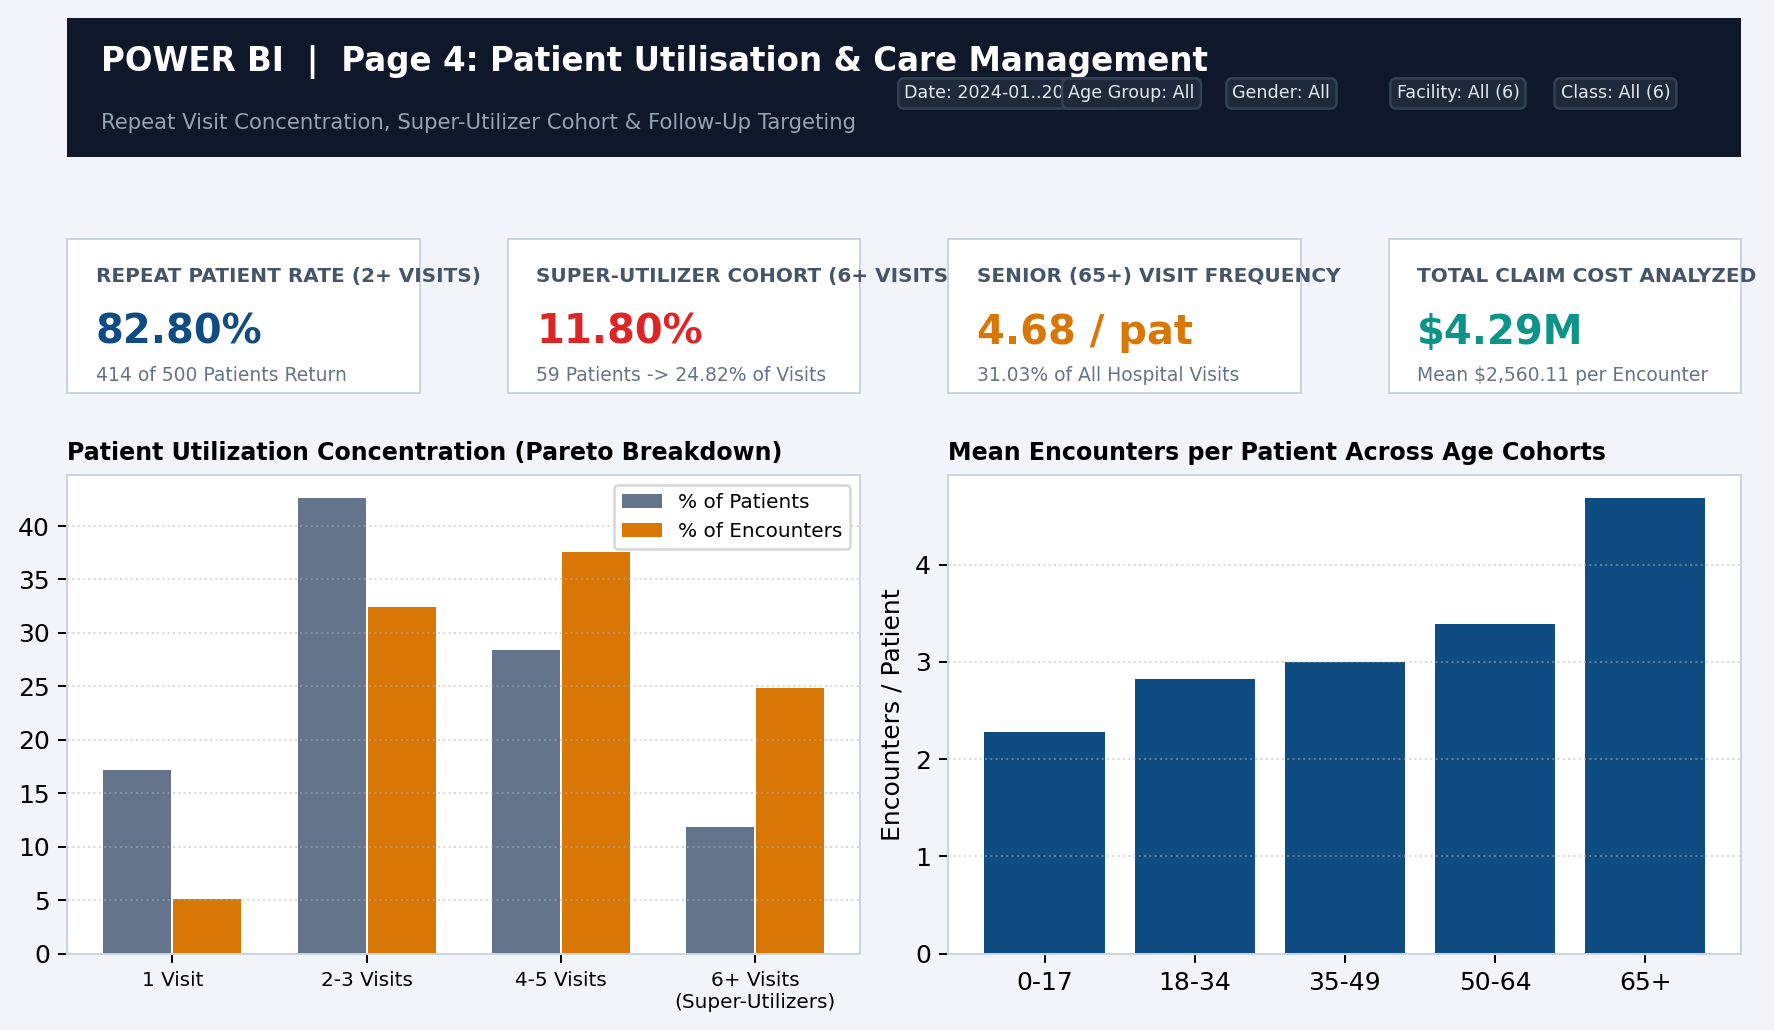 POWER BI | Page 4: Patient Utilisation & Care Management
Date: 2024-01..20
Age Group: All
Gender: All
Facility: All (6)
Class: All (6)
Repeat Visit Concentration, Super-Utilizer Cohort & Follow-Up Targeting
REPEAT PATIENT RATE (2+ VISITS)
82.80%
414 of 500 Patients Return
SUPER-UTILIZER COHORT (6+ VISITS
11.80%
59 Patients -> 24.82% of Visits
SENIOR (65+) VISIT FREQUENCY
4.68 / pat
31.03% of All Hospital Visits
TOTAL CLAIM COST ANALYZED
$4.29M
Mean $2,560.11 per Encounter
Patient Utilization Concentration (Pareto Breakdown)
% of Patients
% of Encounters
40
35
30
25
20
15
10
5
0
1 Visit
2-3 Visits
4-5 Visits
6+ Visits
(Super-Utilizers)
Mean Encounters per Patient Across Age Cohorts
Encounters / Patient
4
3
2
1
0
0-17
18-34
35-49
50-64
65+